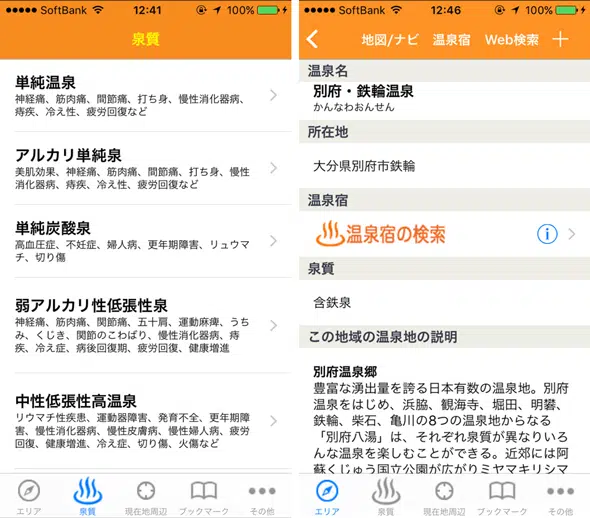 ●●●●● SoftBank 12:41 100%
泉質
単純温泉
神経痛、筋肉痛、間節痛、打ち身、慢性消化器病、
痔疾、冷え性、疲労回復など
アルカリ単純泉
美肌効果、神経痛、筋肉痛、間節痛、打ち身、慢性
消化器病、痔疾、冷え性、疲労回復など
単純炭酸泉
高血圧症、不妊症、婦人病、更年期障害、リュウマ
チ、切り傷
弱アルカリ性低張性泉
神経痛、筋肉痛、関節痛、五十肩、運動麻痺、うち
み、くじき、関節のこわばり、慢性消化器病、痔
疾、冷え症、病後回復期、疲労回復、健康増進
中性低張性高温泉
リウマチ性疾患、運動器障害、発育不全、更年期障
害、慢性消化器病、慢性皮膚病、慢性婦人病、疲労
回復、健康増進、冷え症、切り傷、火傷など
エリア 泉質 現在地周辺 ブックマーク その他
●●●●● SoftBank 12:46 100%
地図/ナビ 温泉宿 Web検索
温泉名
別府・鉄輪温泉
かんなわおんせん
所在地
大分県別府市鉄輪
温泉宿
温泉宿の検索
泉質
含鉄泉
この地域の温泉地の説明
別府温泉郷
豊富な湧出量を誇る日本有数の温泉地。別府
温泉をはじめ、浜脇、観海寺、堀田、明礬、
鉄輪、柴石、亀川の8つの温泉地からなる
「別府八湯」は、それぞれ泉質が異なりいろ
んな温泉を楽しむことができる。近郊には阿
蘇くじゅう国立公園が広がりミヤマキリシマ
エリア 泉質 現在地周辺 ブックマーク その他